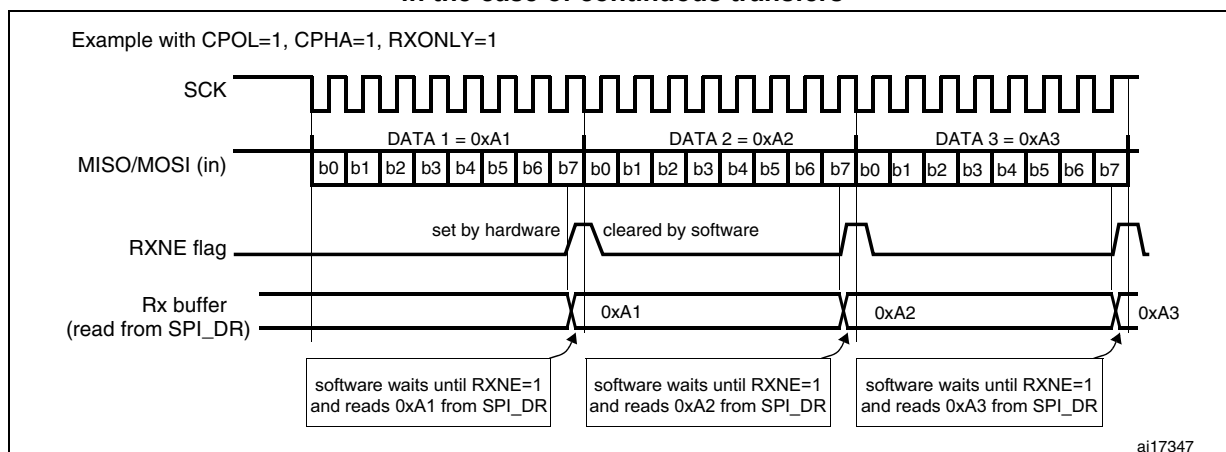 in the case of continuous transfers
Example with CPOL=1, CPHA=1, RXONLY=1
SCK
DATA 1 = 0xA1 DATA 2 = 0xA2 DATA 3 = 0xA3
MISO/MOSI (in)
b0 b1 b2 b3 b4 b5 b6 b7 b0 b1 b2 b3 b4 b5 b6 b7 b0 b1 b2 b3 b4 b5 b6 b7
set by hardware cleared by software
RXNE flag
Rx buffer
(read from SPI_DR)
0xA1 0xA2 0xA3
software waits until RXNE=1
and reads 0xA1 from SPI_DR
software waits until RXNE=1
and reads 0xA2 from SPI_DR
software waits until RXNE=1
and reads 0xA3 from SPI_DR
ai17347